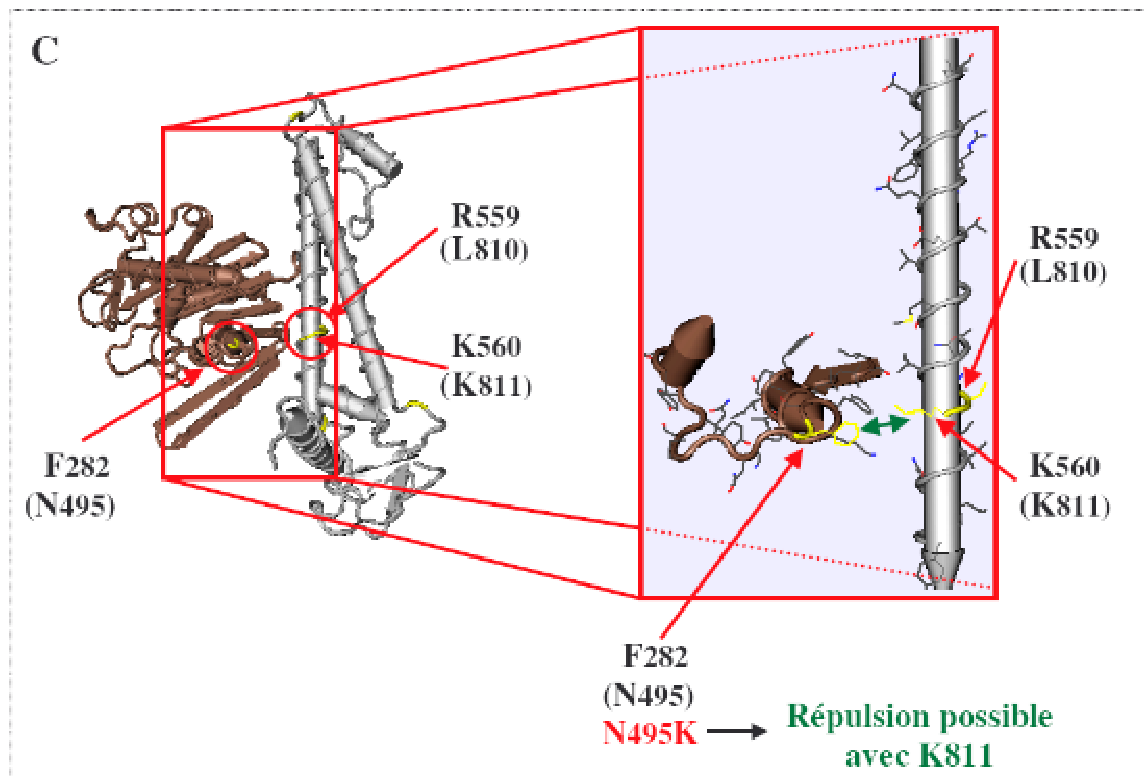 C
R559
(L810)
K560
(K811)
F282
(N495)
R559
(L810)
K560
(K811)
F282
(N495)
N495K → Répulsion possible
avec K811